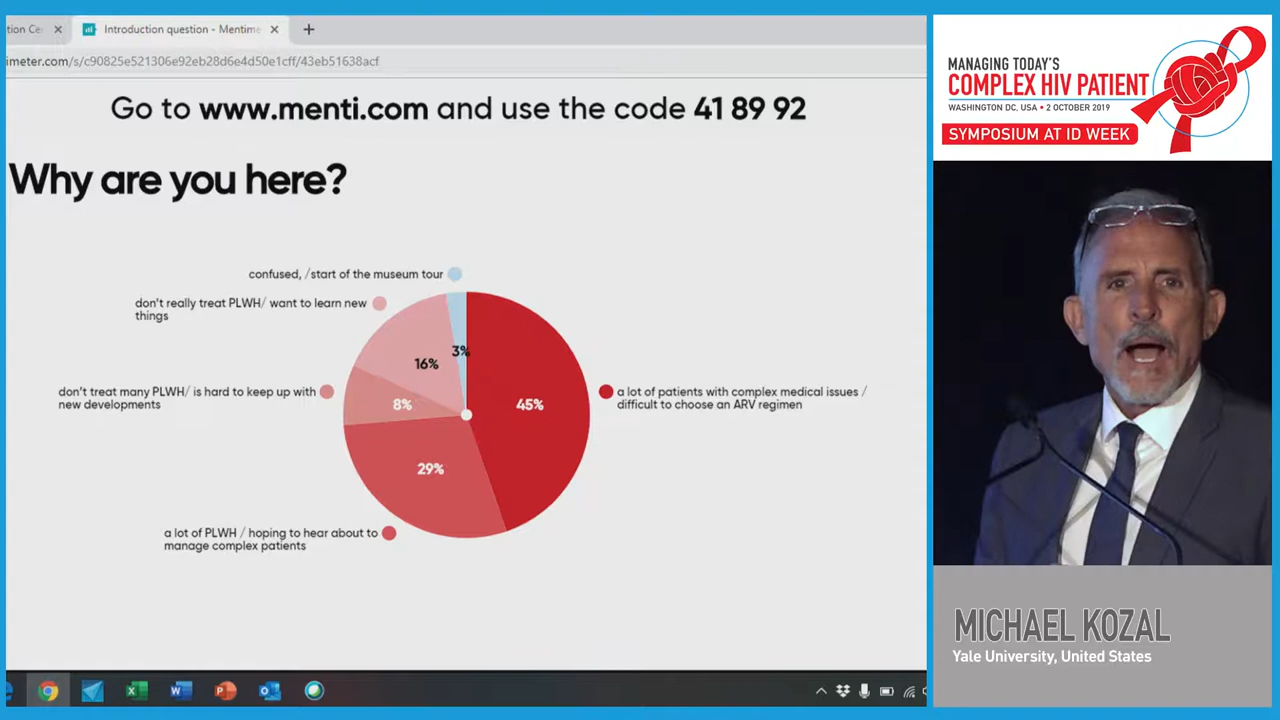 tion Ce
Introduction question - Mentime
imeter.com/s/c90825e521306e92eb28d6e4d50e1cff/43eb51638acf
Go to www.menti.com and use the code 41 89 92
Why are you here?
confused, /start of the museum tour
don't really treat PLWH/ want to learn new
things
don't treat many PLWH/ is hard to keep up with
new developments
a lot of PLWH / hoping to hear about to
manage complex patients
a lot of patients with complex medical issues /
difficult to choose an ARV regimen
3%
16%
8%
45%
29%
MANAGING TODAY'S
COMPLEX HIV PATIENT
WASHINGTON DC, USA • 2 OCTOBER 2019
SYMPOSIUM AT ID WEEK
MICHAEL KOZAL
Yale University, United States